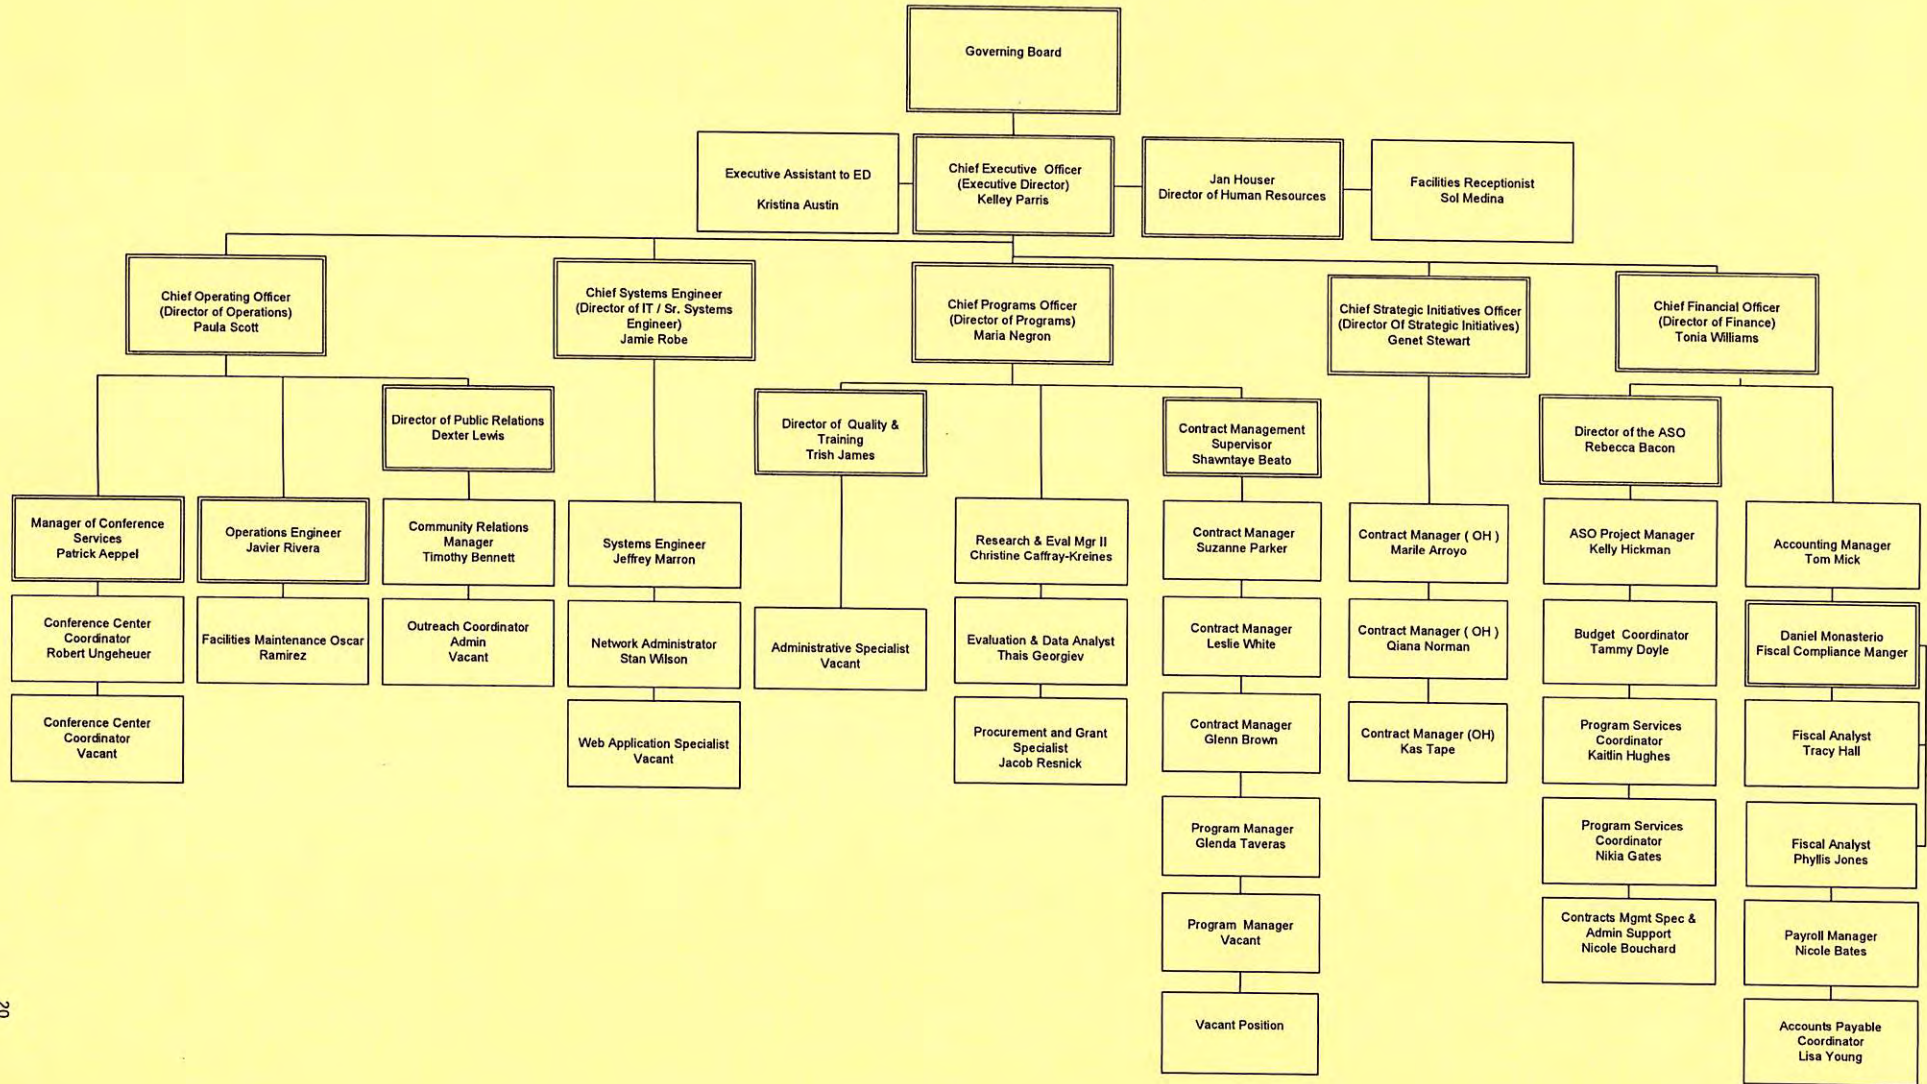 Governing Board
Executive Assistant to ED
Kristina Austin
Chief Executive Officer
(Executive Director)
Kelley Parris
Jan Houser
Director of Human Resources
Facilities Receptionist
Sol Medina
Chief Operating Officer
(Director of Operations)
Paula Scott
Chief Systems Engineer
(Director of IT / Sr. Systems
Engineer)
Jamie Robe
Chief Programs Officer
(Director of Programs)
Maria Negron
Chief Strategic Initiatives Officer
(Director Of Strategic Initiatives)
Genet Stewart
Chief Financial Officer
(Director of Finance)
Tonia Williams
Director of Public Relations
Dexter Lewis
Director of Quality &
Training
Trish James
Contract Management
Supervisor
Shawntaye Beato
Director of the ASO
Rebecca Bacon
Manager of Conference
Services
Patrick Aeppel
Operations Engineer
Javier Rivera
Community Relations
Manager
Timothy Bennett
Systems Engineer
Jeffrey Marron
Research & Eval Mgr II
Christine Caffray-Kreines
Contract Manager
Suzanne Parker
Contract Manager ( OH )
Marile Arroyo
ASO Project Manager
Kelly Hickman
Accounting Manager
Tom Mick
Conference Center
Coordinator
Robert Ungeheuer
Facilities Maintenance Oscar
Ramirez
Outreach Coordinator
Admin
Vacant
Network Administrator
Stan Wilson
Administrative Specialist
Vacant
Evaluation & Data Analyst
Thais Georgiev
Contract Manager
Leslie White
Contract Manager ( OH )
Qiana Norman
Budget Coordinator
Tammy Doyle
Daniel Monasterio
Fiscal Compliance Manger
Conference Center
Coordinator
Vacant
Web Application Specialist
Vacant
Procurement and Grant
Specialist
Jacob Resnick
Contract Manager
Glenn Brown
Contract Manager (OH)
Kas Tape
Program Services
Coordinator
Kaitlin Hughes
Fiscal Analyst
Tracy Hall
Program Manager
Glenda Taveras
Program Services
Coordinator
Nikia Gates
Fiscal Analyst
Phyllis Jones
Program Manager
Vacant
Contracts Mgmt Spec &
Admin Support
Nicole Bouchard
Payroll Manager
Nicole Bates
Vacant Position
Accounts Payable
Coordinator
Lisa Young
20